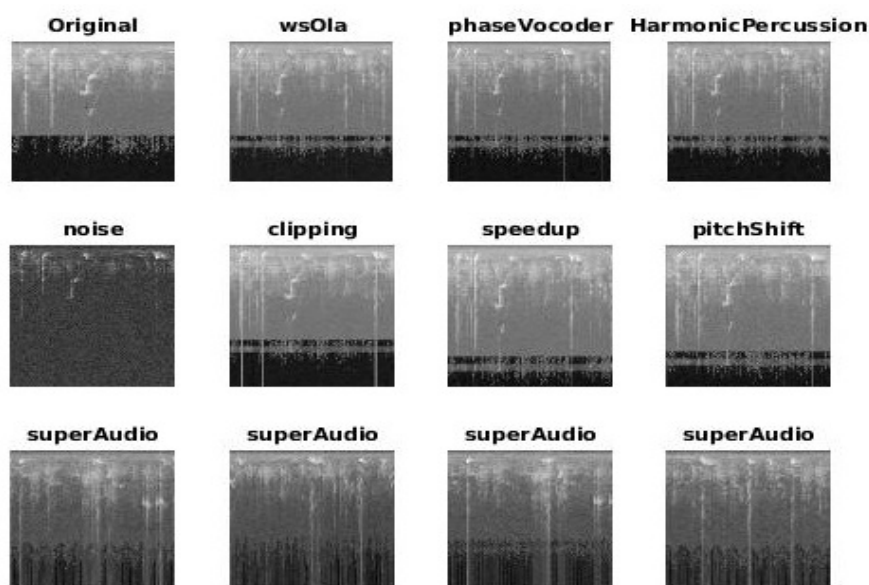 Original wsOla phaseVocoder HarmonicPercussion
noise clipping speedup pitchShift
superAudio superAudio superAudio superAudio